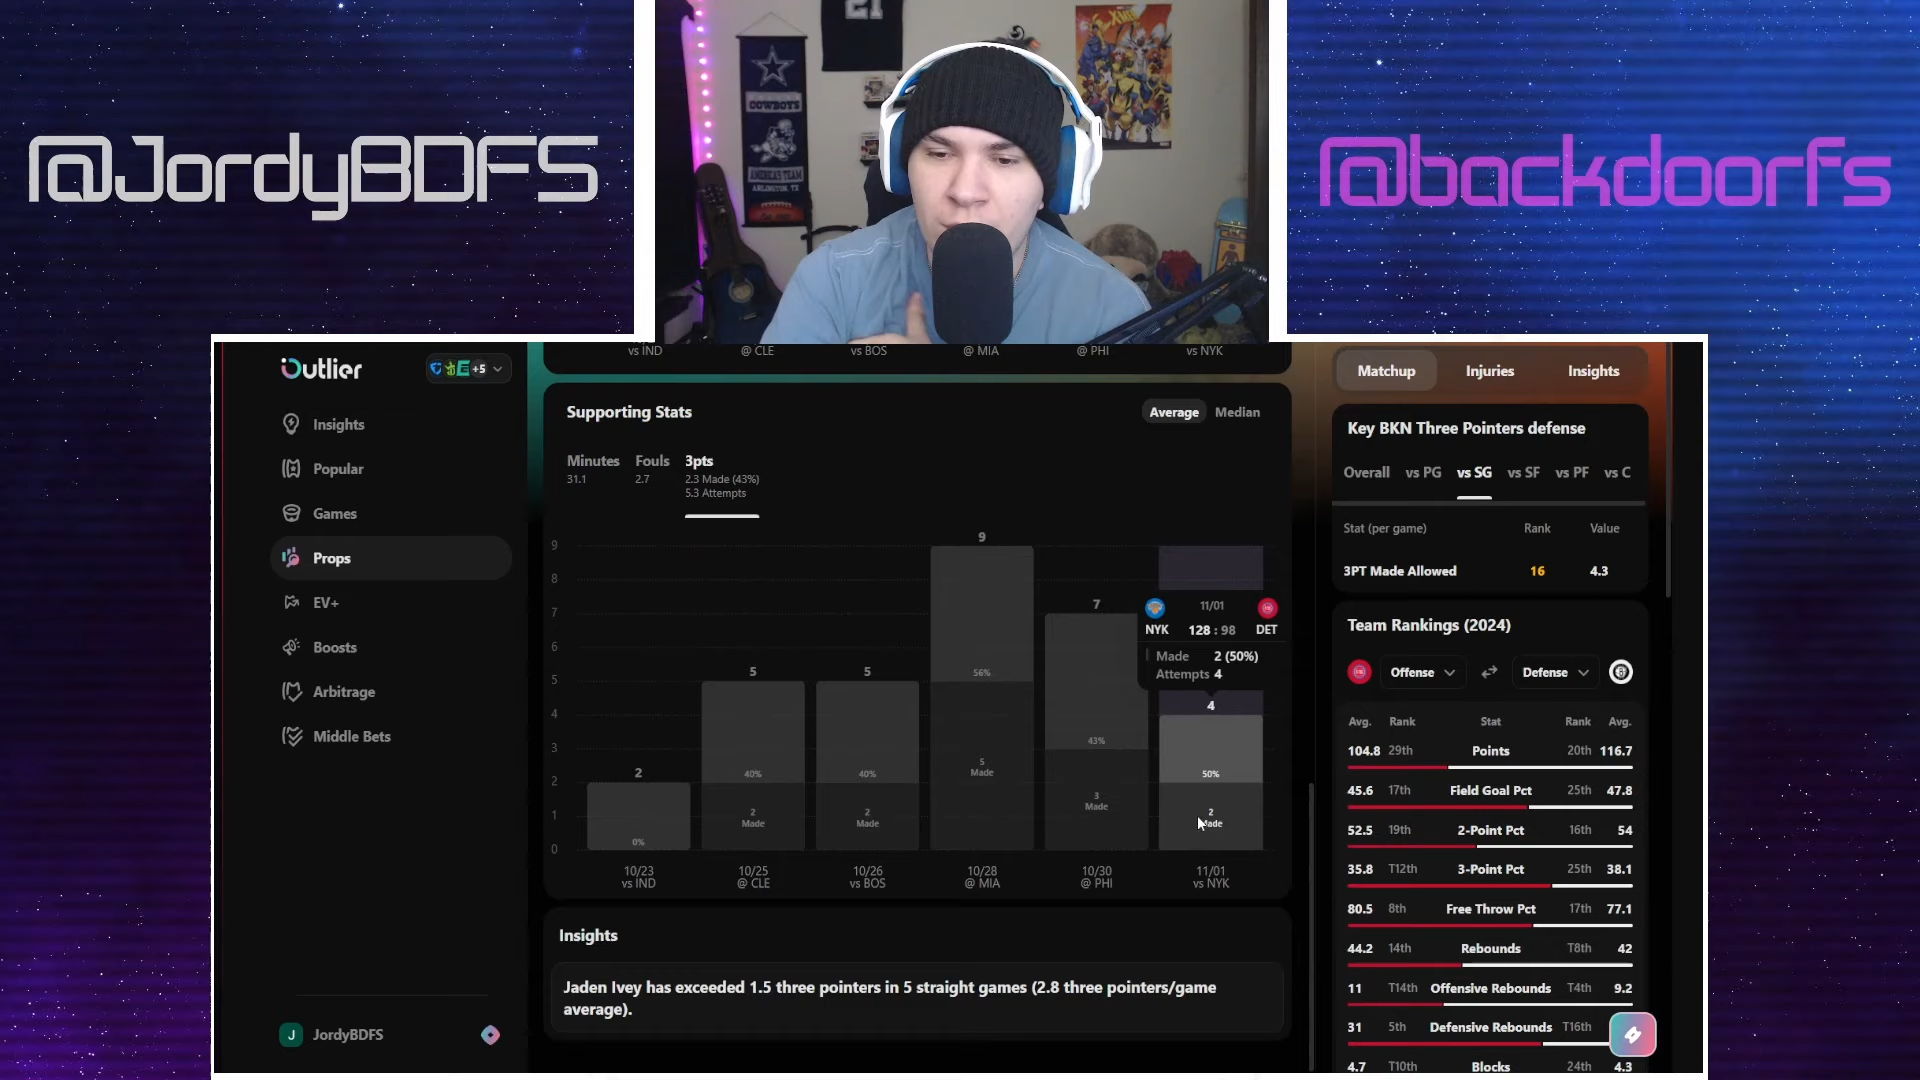 21
X-MEN
COWBOYS
AMERICA'S TEAM
ARLINGTON, TX
@JordyBDFS
@backdoorfs
vs IND
@ CLE
vs BOS
@ MIA
@ PHI
vs NYK
Outlier
+5
Insights
Popular
Games
Props
EV+
Boosts
Arbitrage
Middle Bets
J JordyBDFS
Supporting Stats
Average Median
Minutes
31.1
Fouls
2.7
3pts
2.3 Made (43%)
5.3 Attempts
9
8
7
6
5
4
3
2
1
0
2
0%
5
40%
2
Made
5
40%
2
Made
9
56%
5
Made
7
43%
3
Made
4
50%
2
Made
11/01
NYK 128 : 98 DET
Made 2 (50%)
Attempts 4
10/23
vs IND
10/25
@ CLE
10/26
vs BOS
10/28
@ MIA
10/30
@ PHI
11/01
vs NYK
Insights
Jaden Ivey has exceeded 1.5 three pointers in 5 straight games (2.8 three pointers/game
average).
Matchup Injuries Insights
Key BKN Three Pointers defense
Overall vs PG vs SG vs SF vs PF vs C
Stat (per game) Rank Value
3PT Made Allowed 16 4.3
Team Rankings (2024)
Offense Defense
Avg. Rank Stat Rank Avg.
104.8 29th Points 20th 116.7
45.6 17th Field Goal Pct 25th 47.8
52.5 19th 2-Point Pct 16th 54
35.8 T12th 3-Point Pct 25th 38.1
80.5 8th Free Throw Pct 17th 77.1
44.2 14th Rebounds T8th 42
11 T14th Offensive Rebounds T4th 9.2
31 5th Defensive Rebounds T16th
4.7 T10th Blocks 24th 4.3